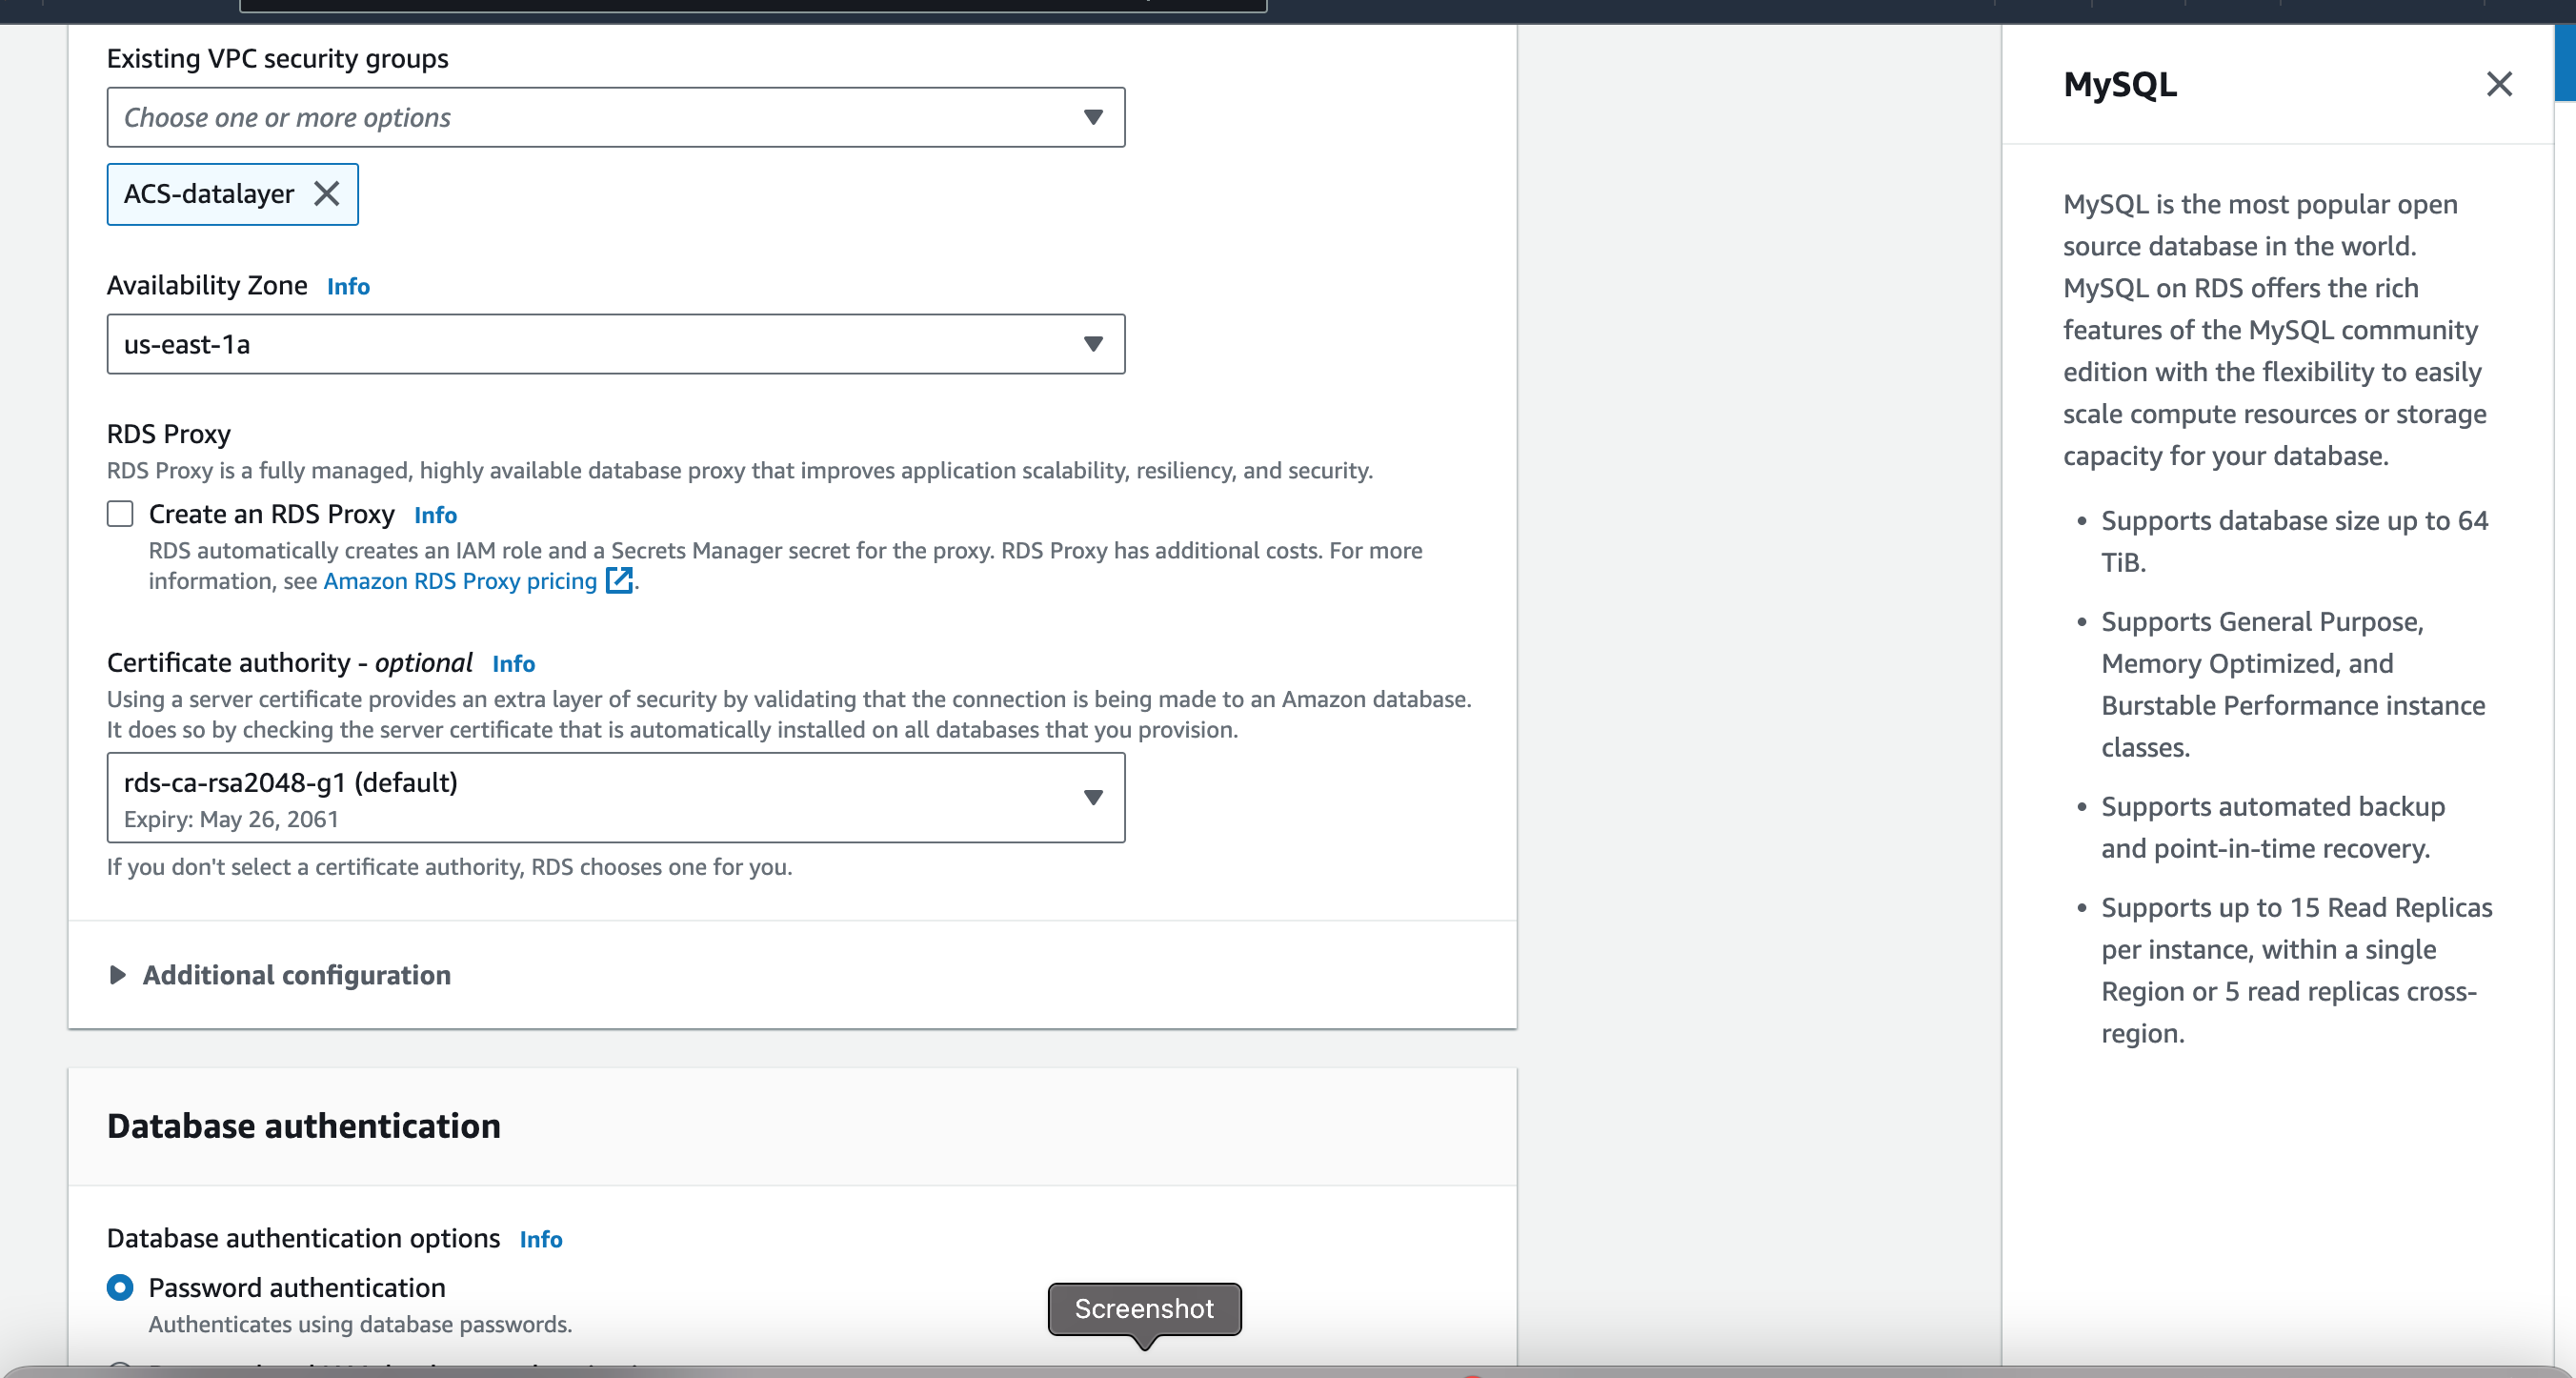 Existing VPC security groups
Choose one or more options
ACS-datalayer
Availability Zone Info
us-east-1a
RDS Proxy
RDS Proxy is a fully managed, highly available database proxy that improves application scalability, resiliency, and security.
Create an RDS Proxy Info
RDS automatically creates an IAM role and a Secrets Manager secret for the proxy. RDS Proxy has additional costs. For more
information, see Amazon RDS Proxy pricing.
Certificate authority - optional Info
Using a server certificate provides an extra layer of security by validating that the connection is being made to an Amazon database.
It does so by checking the server certificate that is automatically installed on all databases that you provision.
rds-ca-rsa2048-g1 (default)
Expiry: May 26, 2061
If you don't select a certificate authority, RDS chooses one for you.
Additional configuration
Database authentication
Database authentication options Info
Password authentication
Authenticates using database passwords.
Screenshot
MySQL
MySQL is the most popular open
source database in the world.
MySQL on RDS offers the rich
features of the MySQL community
edition with the flexibility to easily
scale compute resources or storage
capacity for your database.
• Supports database size up to 64
TiB.
• Supports General Purpose,
Memory Optimized, and
Burstable Performance instance
classes.
• Supports automated backup
and point-in-time recovery.
• Supports up to 15 Read Replicas
per instance, within a single
Region or 5 read replicas cross-
region.